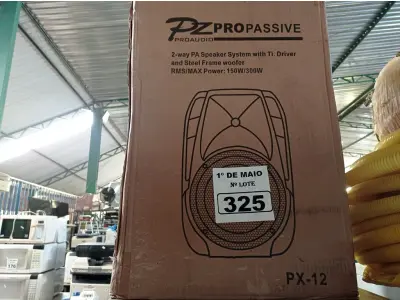 PZ PROPASSIVE
PROAUDIO
2-way PA Speaker System with Ti. Driver
and Steel Frame woofer
RMS/MAX Power: 150W/300W
1º DE MAIO
Nº LOTE
325
PX-12